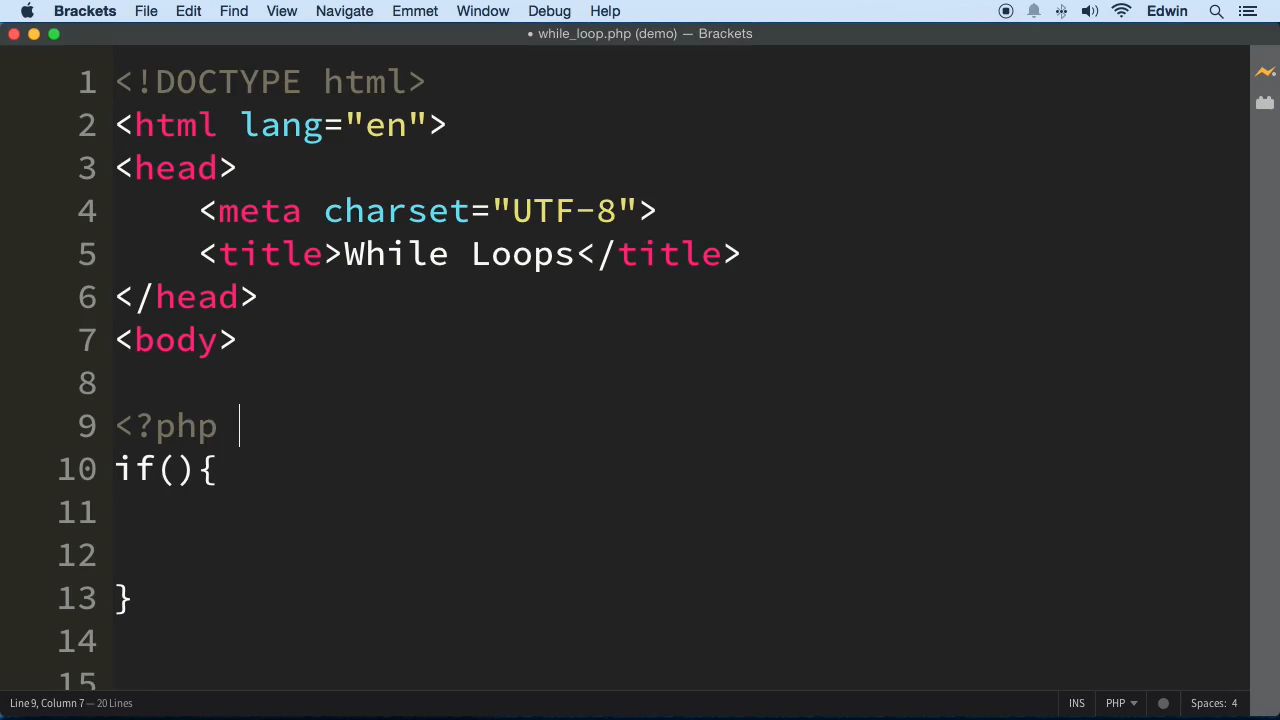 Brackets File Edit Find View Navigate Emmet Window Debug Help Edwin
• while_loop.php (demo) — Brackets
1 <!DOCTYPE html>
2 <html lang="en">
3 <head>
4 <meta charset="UTF-8">
5 <title>While Loops</title>
6 </head>
7 <body>
8
9 <?php
10 if(){
11
12
13 }
14
15
Line 9, Column 7 — 20 Lines INS PHP Spaces: 4